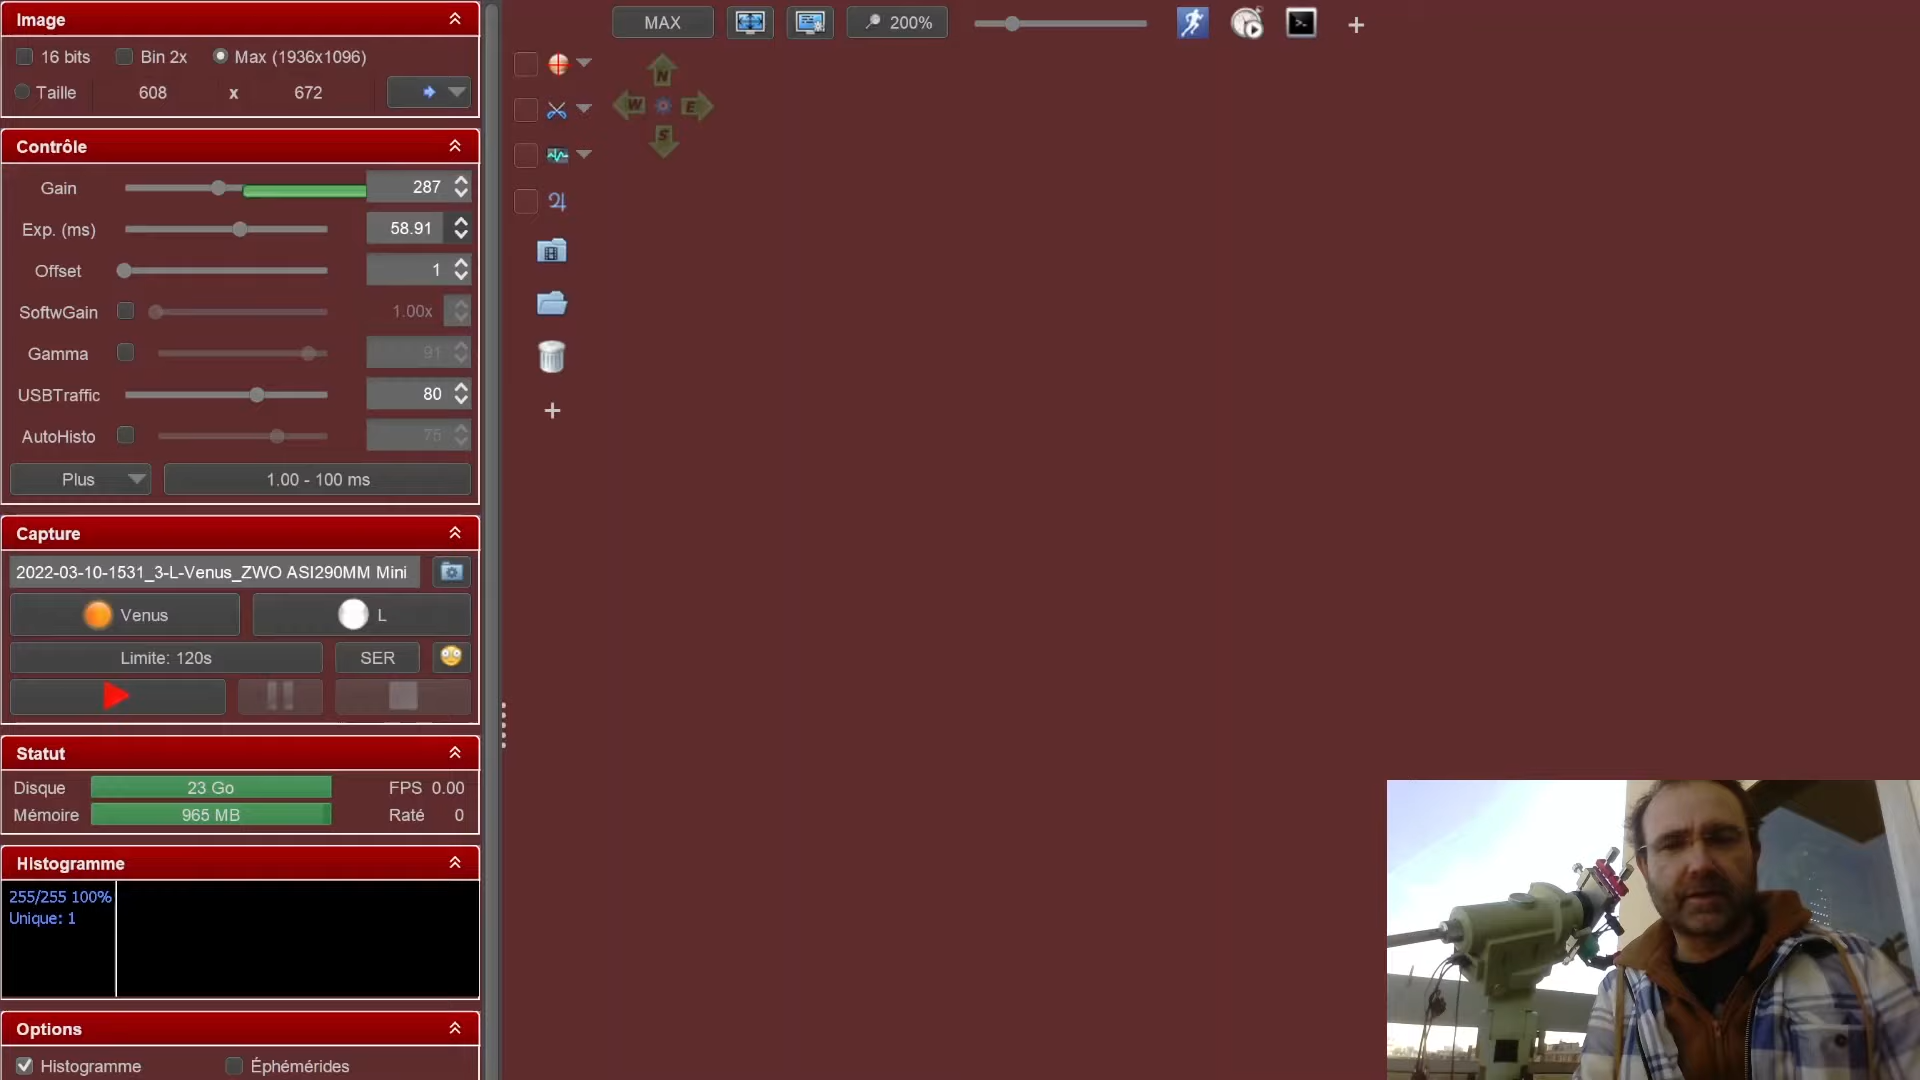 Image
16 bits Bin 2x Max (1936x1096)
Taille 608 x 672
Contrôle
Gain 287
Exp. (ms) 58.91
Offset 1
SoftwGain 1.00x
Gamma 91
USBTraffic 80
AutoHisto 75
Plus 1.00 - 100 ms
Capture
2022-03-10-1531_3-L-Venus_ZWO ASI290MM Mini
Venus L
Limite: 120s SER
Statut
Disque 23 Go FPS 0.00
Mémoire 965 MB Raté 0
Histogramme
255/255 100%
Unique: 1
Options
Histogramme Éphémérides
MAX 200%
N
W E
S